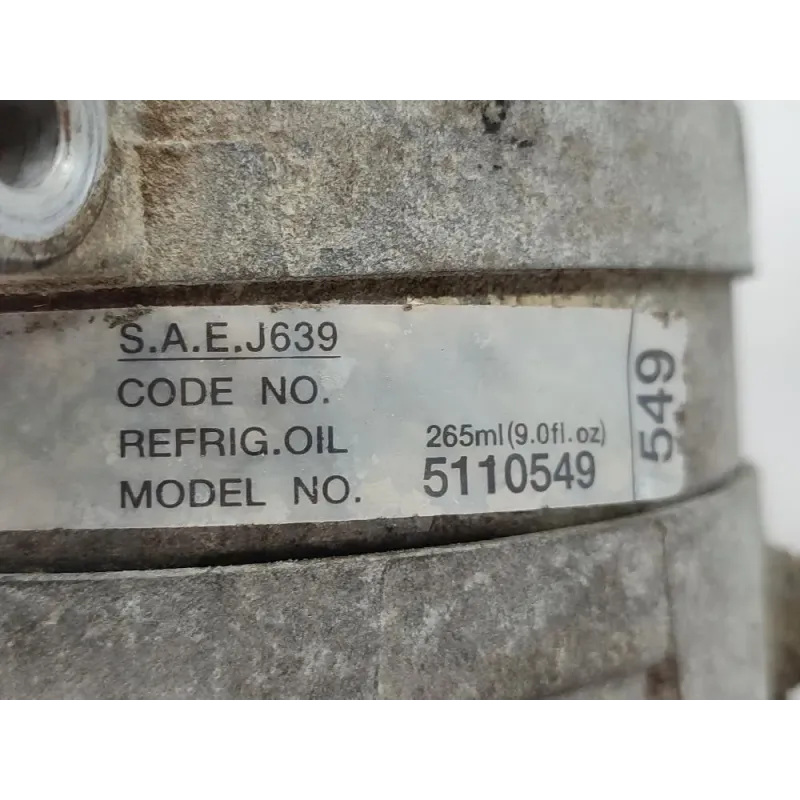 S.A.E.J639
CODE NO.
REFRIG.OIL 265ml(9.0fl.oz)
MODEL NO. 5110549
549